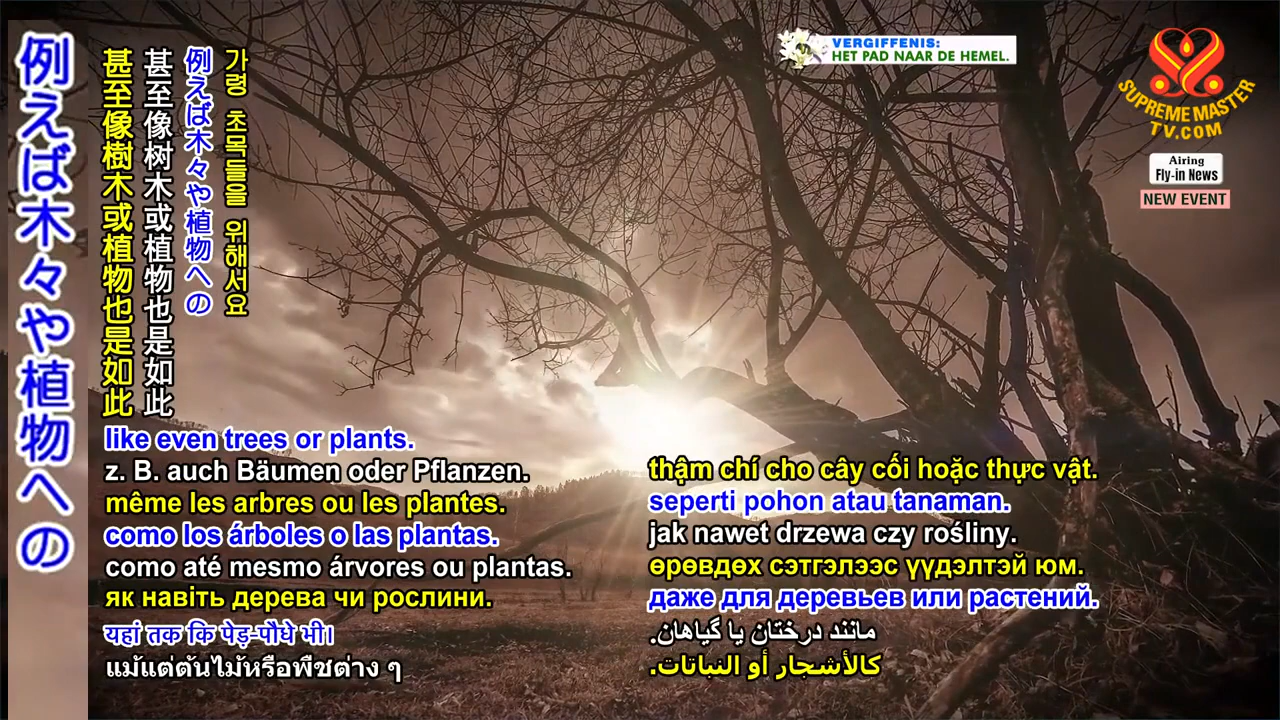 例えば木々や植物への
甚至像樹木或植物也是如此
甚至像树木或植物也是如此
例えば木々や植物への
가령 초목들을 위해서요
VERGIFFENIS:
HET PAD NAAR DE HEMEL.
SUPREME MASTER
TV.COM
Airing
Fly-in News
NEW EVENT
like even trees or plants.
z. B. auch Bäumen oder Pflanzen.
même les arbres ou les plantes.
como los árboles o las plantas.
como até mesmo árvores ou plantas.
як навіть дерева чи рослини.
यहां तक कि पेड़-पौधे भी।
แม้แต่ต้นไม้หรือพืชต่าง ๆ
thậm chí cho cây cối hoặc thực vật.
seperti pohon atau tanaman.
jak nawet drzewa czy rośliny.
өрөвдөх сэтгэлээс үүдэлтэй юм.
даже для деревьев или растений.
مانند درختان یا گیاهان.
كالأشجار أو النباتات.